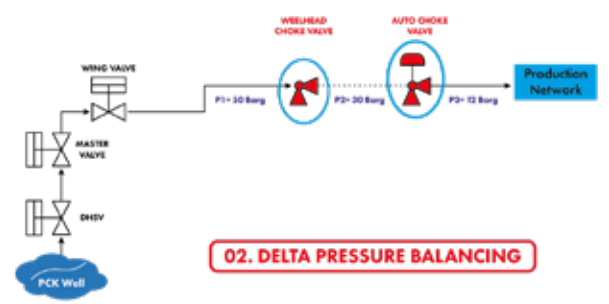 WEELHEAD
CHOKE VALVE
AUTO CHOKE
VALVE
WING VALVE
P1= 50 Barg
P2= 30 Barg
P3= 12 Barg
Production
Network
MASTER
VALVE
DHSV
PCK Well
02. DELTA PRESSURE BALANCING